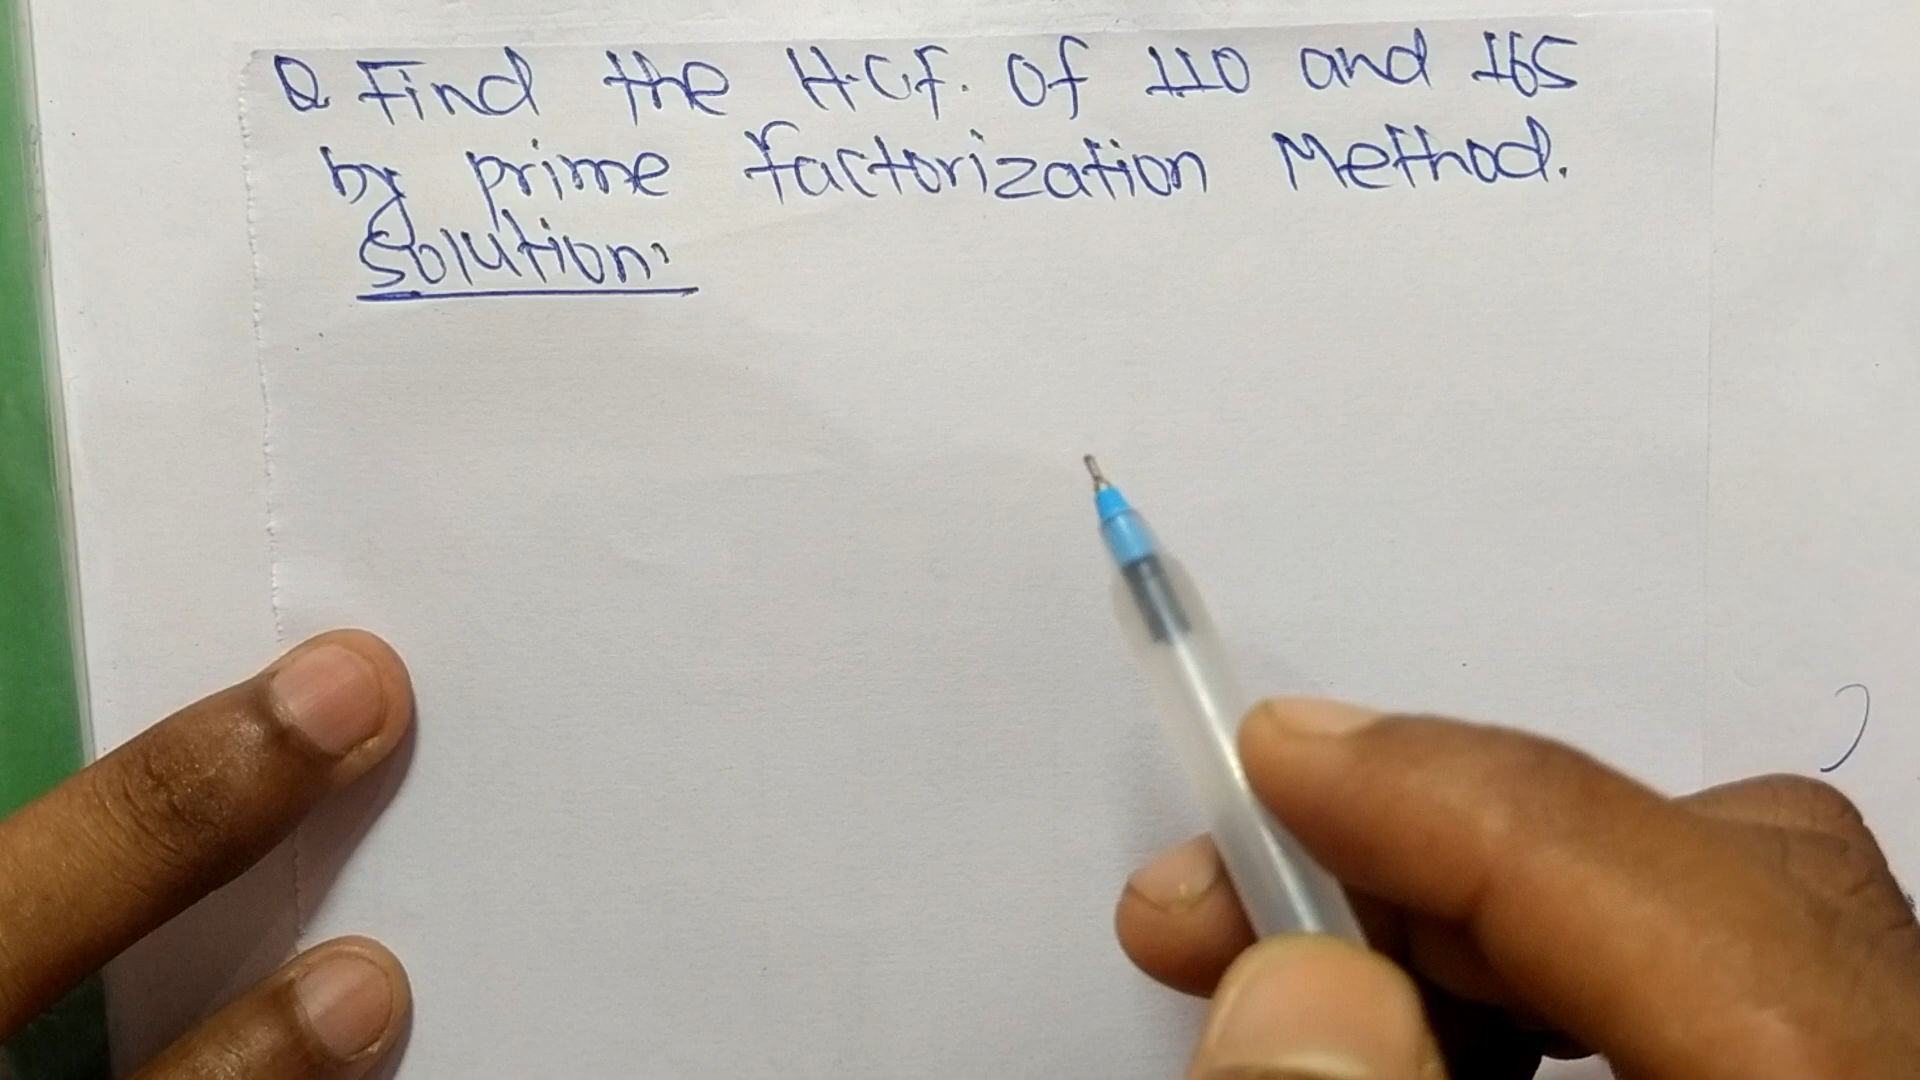 Q Find the H.C.F. of 110 and 165
by prime factorization Method.
Solution: